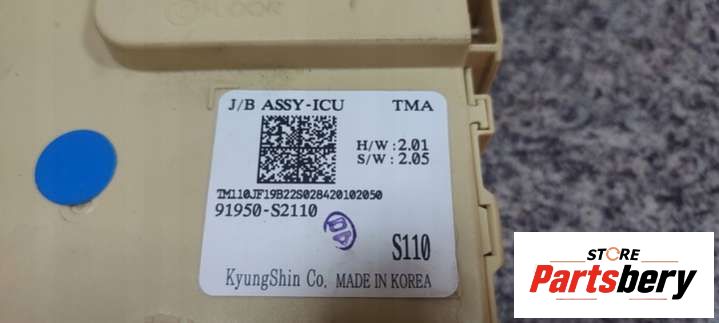 FLOOR
J/B ASSY-ICU TMA
H/W:2.01
S/W:2.05
TM110JF19B22S028420102050
91950-S2110
S110
KyungShin Co. MADE IN KOREA
STORE
Partsbery